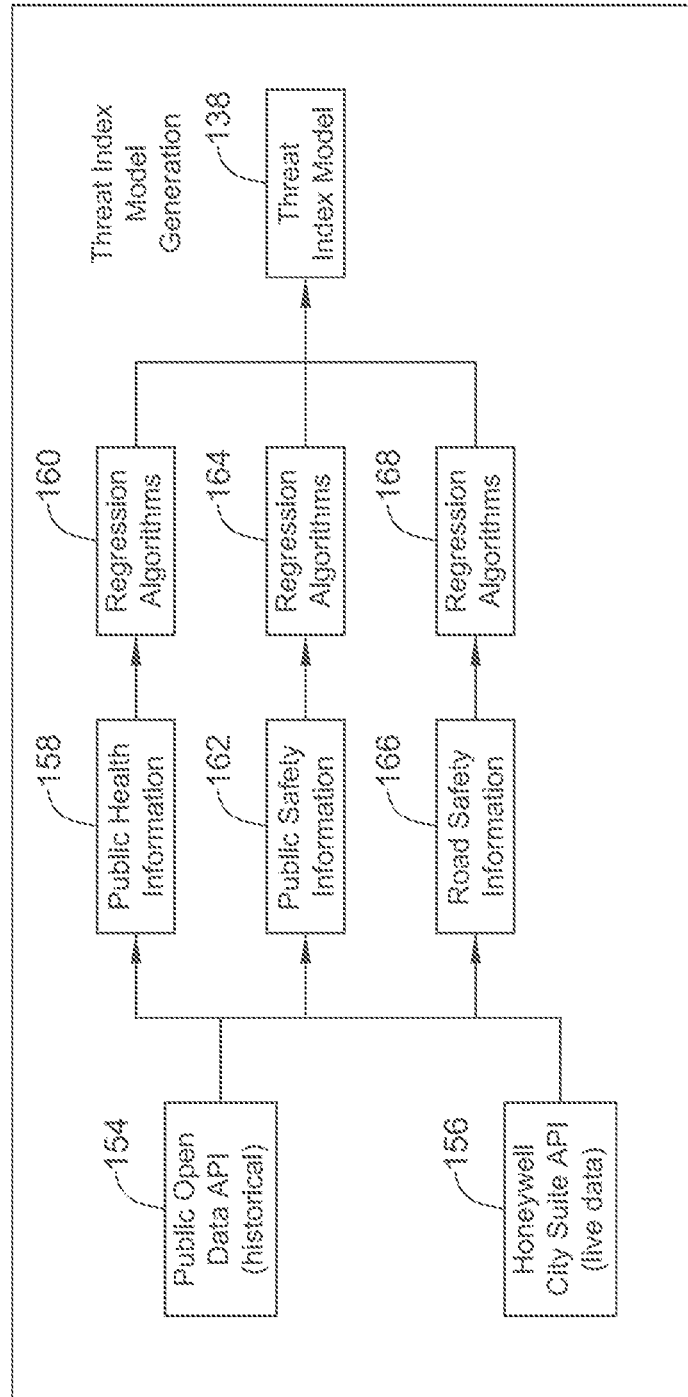 154
Public Open
Data API
(historical)
156
Honeywell
City Suite API
(live data)
158
Public Health
Information
162
Public Safety
Information
166
Road Safety
Information
160
Regression
Algorithms
164
Regression
Algorithms
168
Regression
Algorithms
Threat Index
Model
Generation
138
Threat
Index Model